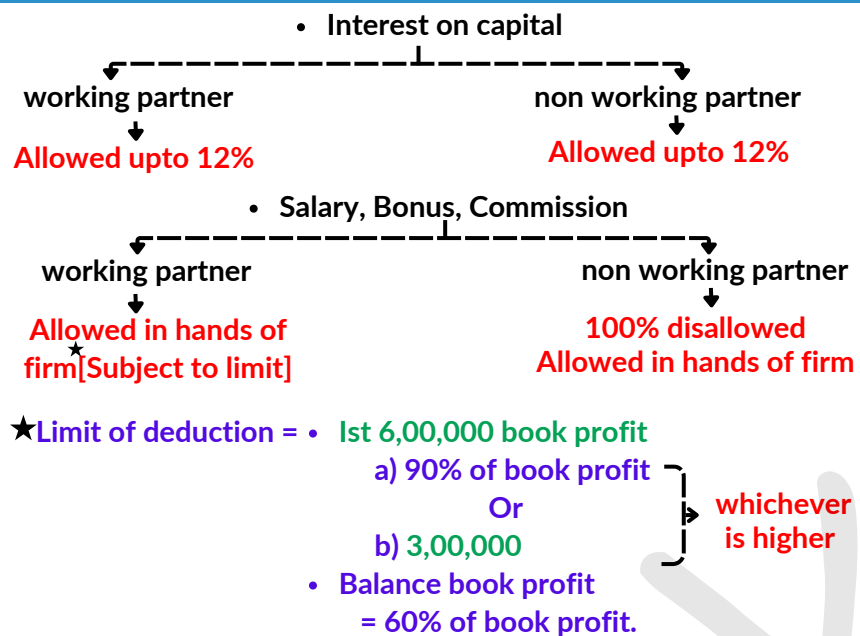 • Interest on capital
working partner
non working partner
Allowed upto 12%
Allowed upto 12%
• Salary, Bonus, Commission
working partner
non working partner
Allowed in hands of
firm[Subject to limit]
100% disallowed
Allowed in hands of firm
★Limit of deduction = • Ist 6,00,000 book profit
a) 90% of book profit
Or
b) 3,00,000
whichever
is higher
• Balance book profit
= 60% of book profit.